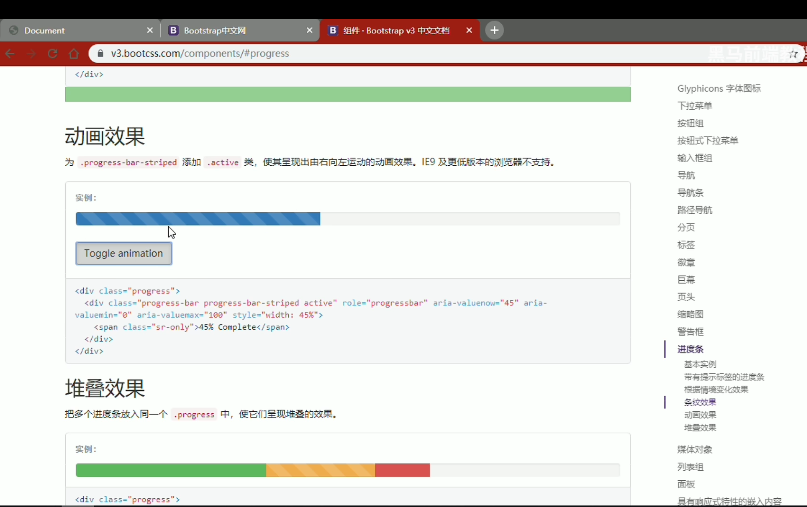 Document
Bootstrap中文网
组件 · Bootstrap v3 中文文档
v3.bootcss.com/components/#progress
</div>
动画效果
为 .progress-bar-striped 添加 .active 类，使其呈现出由右向左运动的动画效果。IE9 及更低版本的浏览器不支持。
实例：
Toggle animation
<div class="progress">
<div class="progress-bar progress-bar-striped active" role="progressbar" aria-valuenow="45" aria-
valuemin="0" aria-valuemax="100" style="width: 45%">
<span class="sr-only">45% Complete</span>
</div>
</div>
堆叠效果
把多个进度条放入同一个 .progress 中，使它们呈现堆叠的效果。
实例：
<div class="progress">
Glyphicons 字体图标
下拉菜单
按钮组
按钮式下拉菜单
输入框组
导航
导航条
路径导航
分页
标签
徽章
巨幕
页头
缩略图
警告框
进度条
基本实例
带有提示标签的进度条
根据情境变化效果
条纹效果
动画效果
堆叠效果
媒体对象
列表组
面板
具有响应式特性的嵌入内容